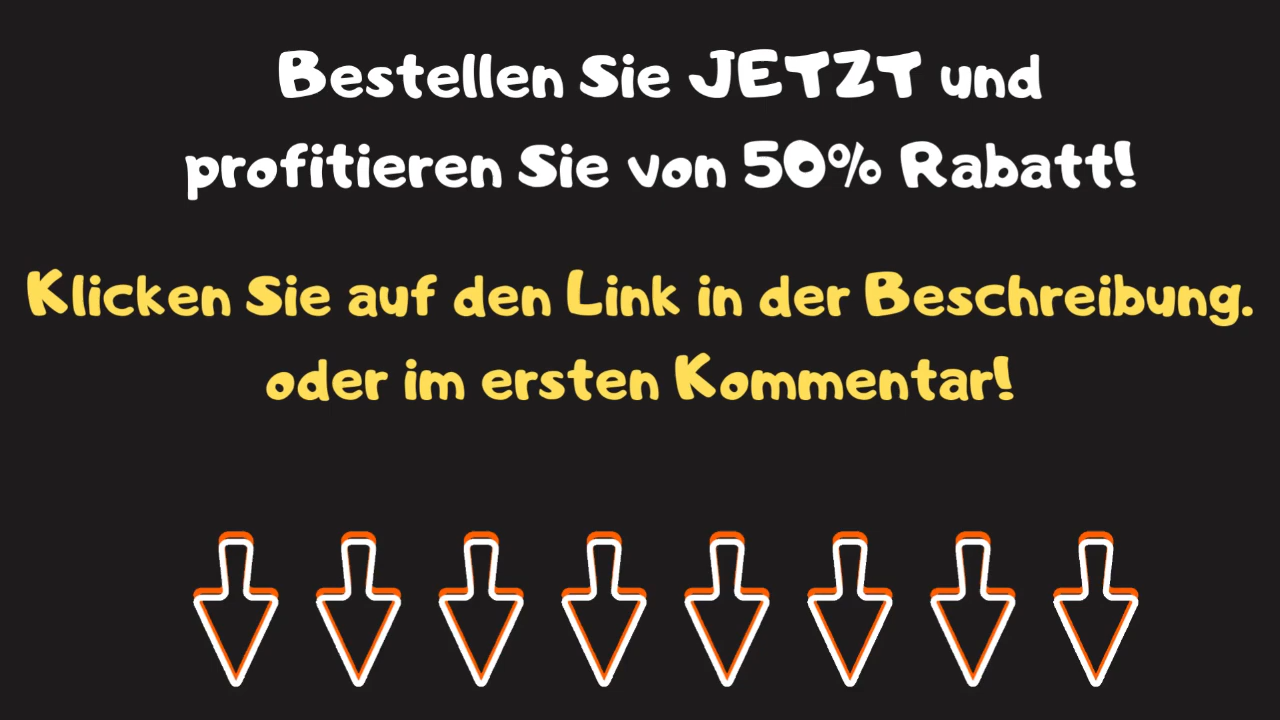 Bestellen Sie JETZT und
profitieren Sie von 50% Rabatt!
Klicken Sie auf den Link in der Beschreibung.
oder im ersten Kommentar!